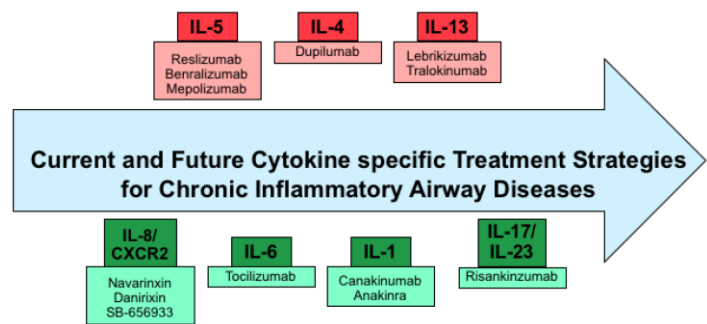 IL-5
Reslizumab
Benralizumab
Mepolizumab
IL-4
Dupilumab
IL-13
Lebrikizumab
Tralokinumab
Current and Future Cytokine specific Treatment Strategies
for Chronic Inflammatory Airway Diseases
IL-8/
CXCR2
Navarinxin
Danirixin
SB-656933
IL-6
Tocilizumab
IL-1
Canakinumab
Anakinra
IL-17/
IL-23
Risankinzumab